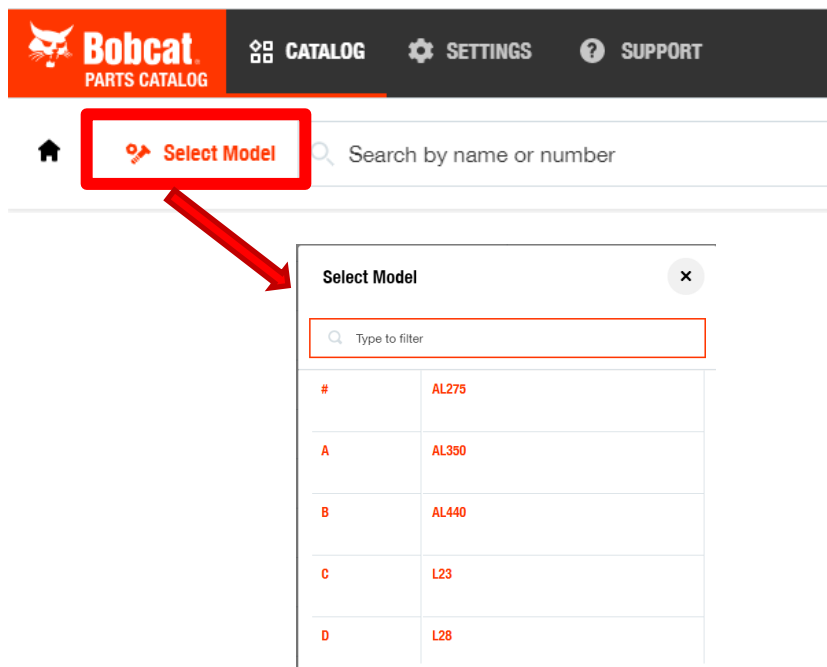 Bobcat.
PARTS CATALOG
CATALOG
SETTINGS
? SUPPORT
Select Model
Search by name or number
Select Model
Type to filter
# AL275
A AL350
B AL440
C L23
D L28